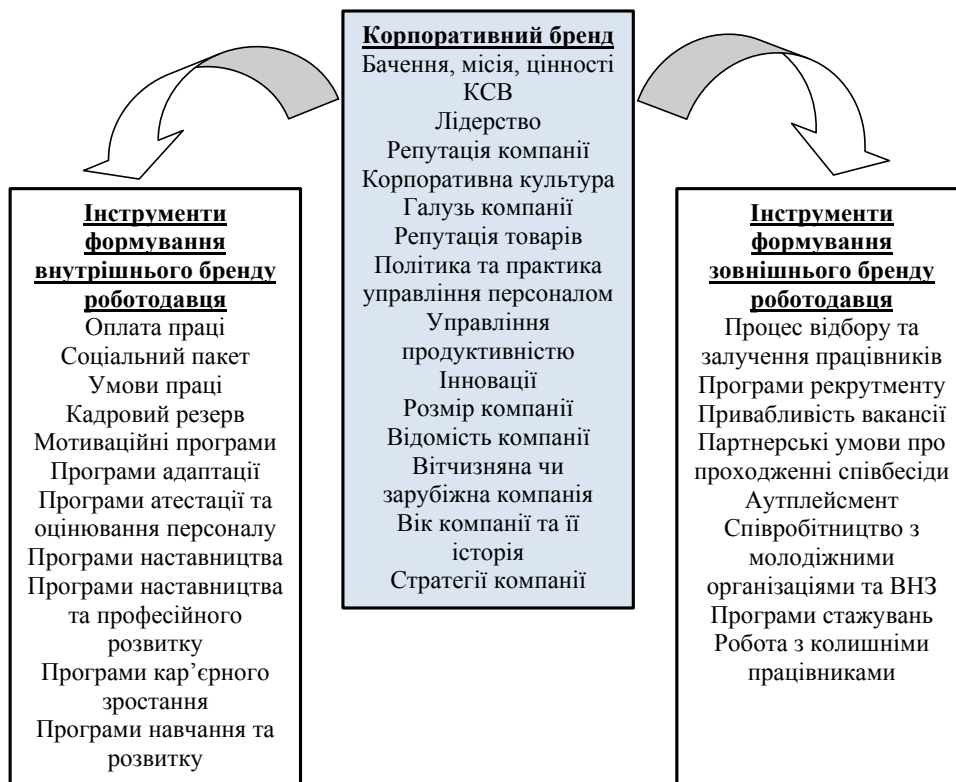 Корпоративний бренд
Бачення, місія, цінності
КСВ
Лідерство
Репутація компанії
Корпоративна культура
Галузь компанії
Репутація товарів
Політика та практика
управління персоналом
Управління
продуктивністю
Інновації
Розмір компанії
Відомість компанії
Вітчизняна чи
зарубіжна компанія
Вік компанії та її
історія
Стратегії компанії
Інструменти
формування
внутрішнього бренду
роботодавця
Оплата праці
Соціальний пакет
Умови праці
Кадровий резерв
Мотиваційні програми
Програми адаптації
Програми атестації та
оцінювання персоналу
Програми наставництва
Програми наставництва
та професійного
розвитку
Програми кар’єрного
зростання
Програми навчання та
розвитку
Інструменти
формування
зовнішнього бренду
роботодавця
Процес відбору та
залучення працівників
Програми рекрутменту
Привабливість вакансії
Партнерські умови про
проходженні співбесіди
Аутплейсмент
Співробітництво з
молодіжними
організаціями та ВНЗ
Програми стажувань
Робота з колишніми
працівниками